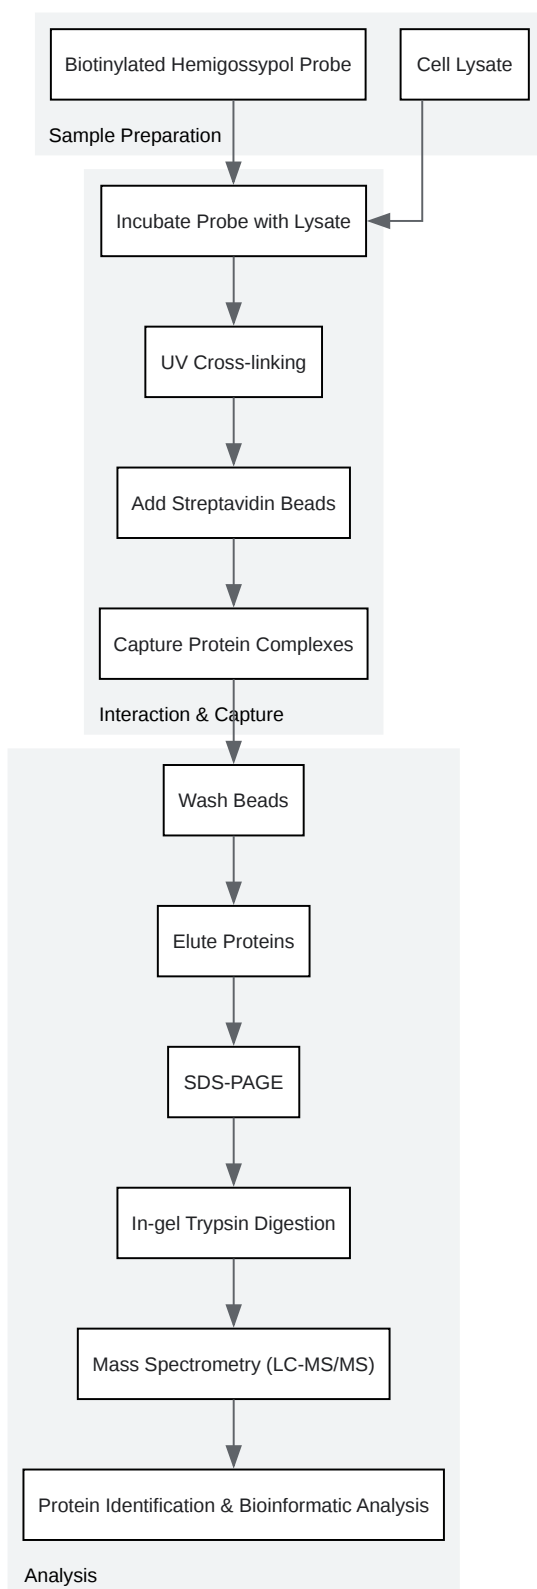 Biotinylated Hemigossypol Probe
Cell Lysate
Sample Preparation
Incubate Probe with Lysate
UV Cross-linking
Add Streptavidin Beads
Capture Protein Complexes
Interaction & Capture
Wash Beads
Elute Proteins
SDS-PAGE
In-gel Trypsin Digestion
Mass Spectrometry (LC-MS/MS)
Protein Identification & Bioinformatic Analysis
Analysis